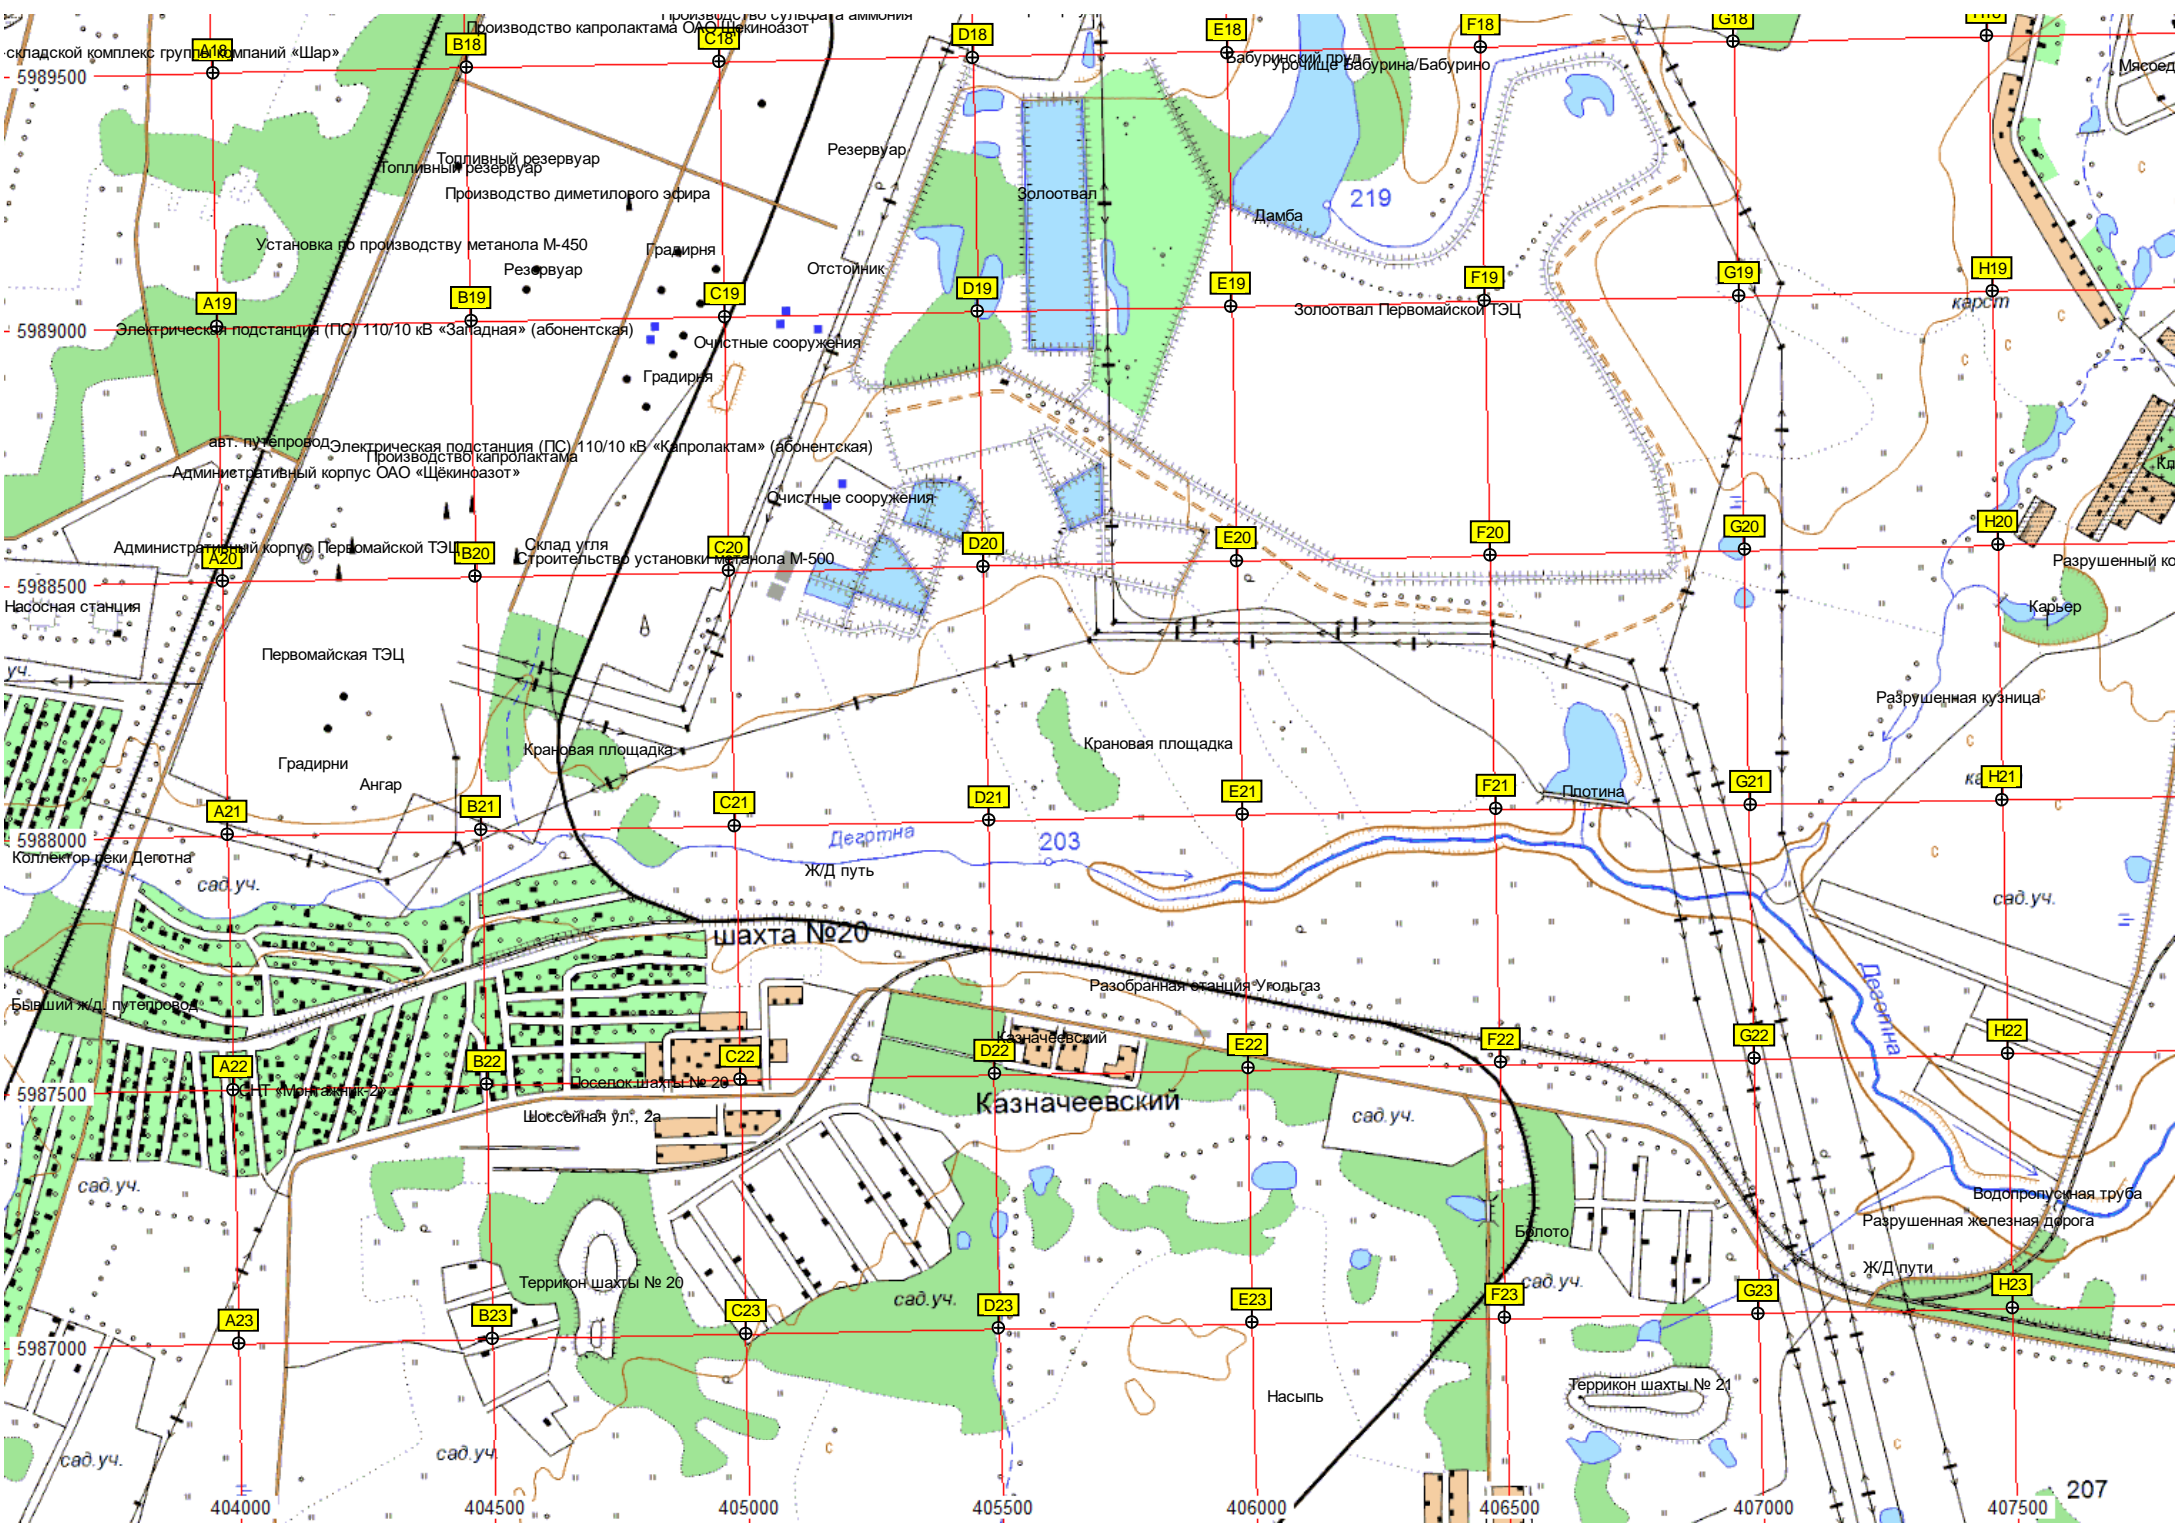 Производство сульфата аммония
Производство капролактама ОАО Щекиноазот
складской комплекс группы компаний «Шар»
A18
B18
C18
D18
E18
F18
G18
H18
5989500
Бабуринский пруд
Урочище Бабурина/Бабурино
Мясоед
Топливный резервуар
Топливный резервуар
Резервуар
Производство диметилового эфира
Золоотвал
219
Дамба
Установка по производству метанола М-450
Градирня
Резервуар
Отстойник
A19
B19
C19
D19
E19
F19
G19
H19
карст
5989000
Электрическая подстанция (ПС) 110/10 кВ «Западная» (абонентская)
Золоотвал Первомайской ТЭЦ
Очистные сооружения
Градирня
с
с
с
авт. путепровод
Электрическая подстанция (ПС) 110/10 кВ «Капролактам» (абонентская)
Производство капролактама
Административный корпус ОАО «Щёкиноазот»
Кл
Очистные сооружения
Административный корпус Первомайской ТЭЦ
Склад угля
Строительство установки метанола М-500
A20
B20
C20
D20
E20
F20
G20
H20
5988500
Разрушенный ко
Насосная станция
Карьер
Первомайская ТЭЦ
уч.
Разрушенная кузница
с
с
Крановая площадка
Крановая площадка
Градирни
Ангар
Плотина
A21
B21
C21
D21
E21
F21
G21
H21
с
5988000
Деготна
203
с
Коллектор реки Деготна
Ж/Д путь
сад.уч.
сад.уч.
шахта №20
Деготна
Разобранная станция Угольгаз
Бывший ж/д. путепровод
Казначеевский
A22
B22
C22
D22
E22
F22
G22
H22
5987500
СНТ «Монтажник-2»
Поселок шахты № 20
Казначеевский
Шоссейная ул., 2а
сад.уч.
сад.уч.
Водопропускная труба
Разрушенная железная дорога
Болото
Ж/Д пути
Террикон шахты № 20
сад.уч.
сад.уч.
A23
B23
C23
D23
E23
F23
G23
H23
5987000
Насыпь
Террикон шахты № 21
с
с
сад.уч.
сад.уч.
207
404000
404500
405000
405500
406000
406500
407000
407500